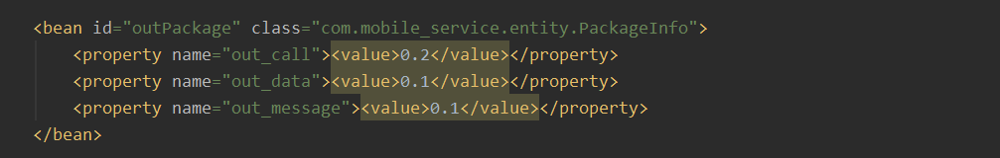 <bean id="outPackage" class="com.mobile_service.entity.PackageInfo">
<property name="out_call"><value>0.2</value></property>
<property name="out_data"><value>0.1</value></property>
<property name="out_message"><value>0.1</value></property>
</bean>